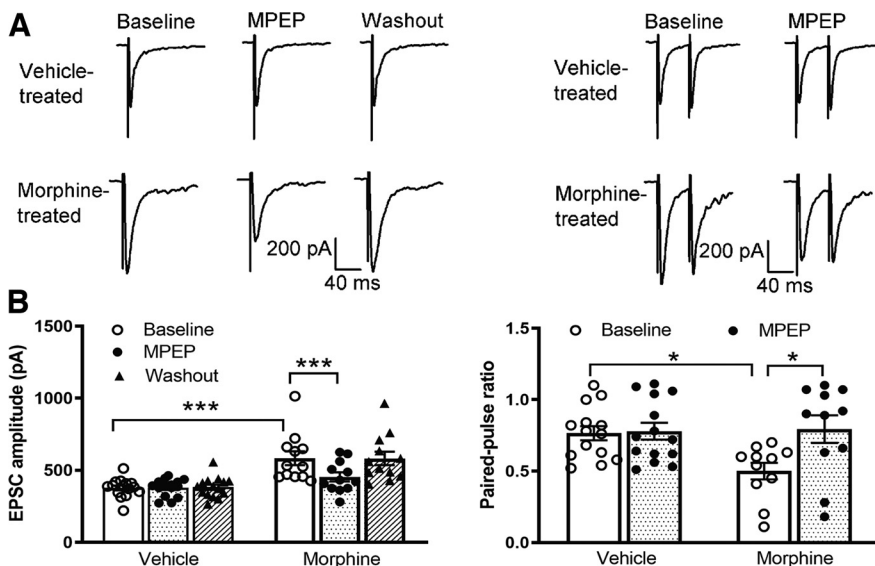 A
Baseline MPEP Washout
Vehicle-
treated
Morphine-
treated
200 pA
40 ms
Baseline MPEP
Vehicle-
treated
Morphine-
treated
200 pA
40 ms
B
EPSC amplitude (pA)
1500
1000
500
0
Baseline
MPEP
Washout
***
***
Vehicle Morphine
Paired-pulse ratio
1.5
1.0
0.5
0.0
Baseline MPEP
*
*
Vehicle Morphine